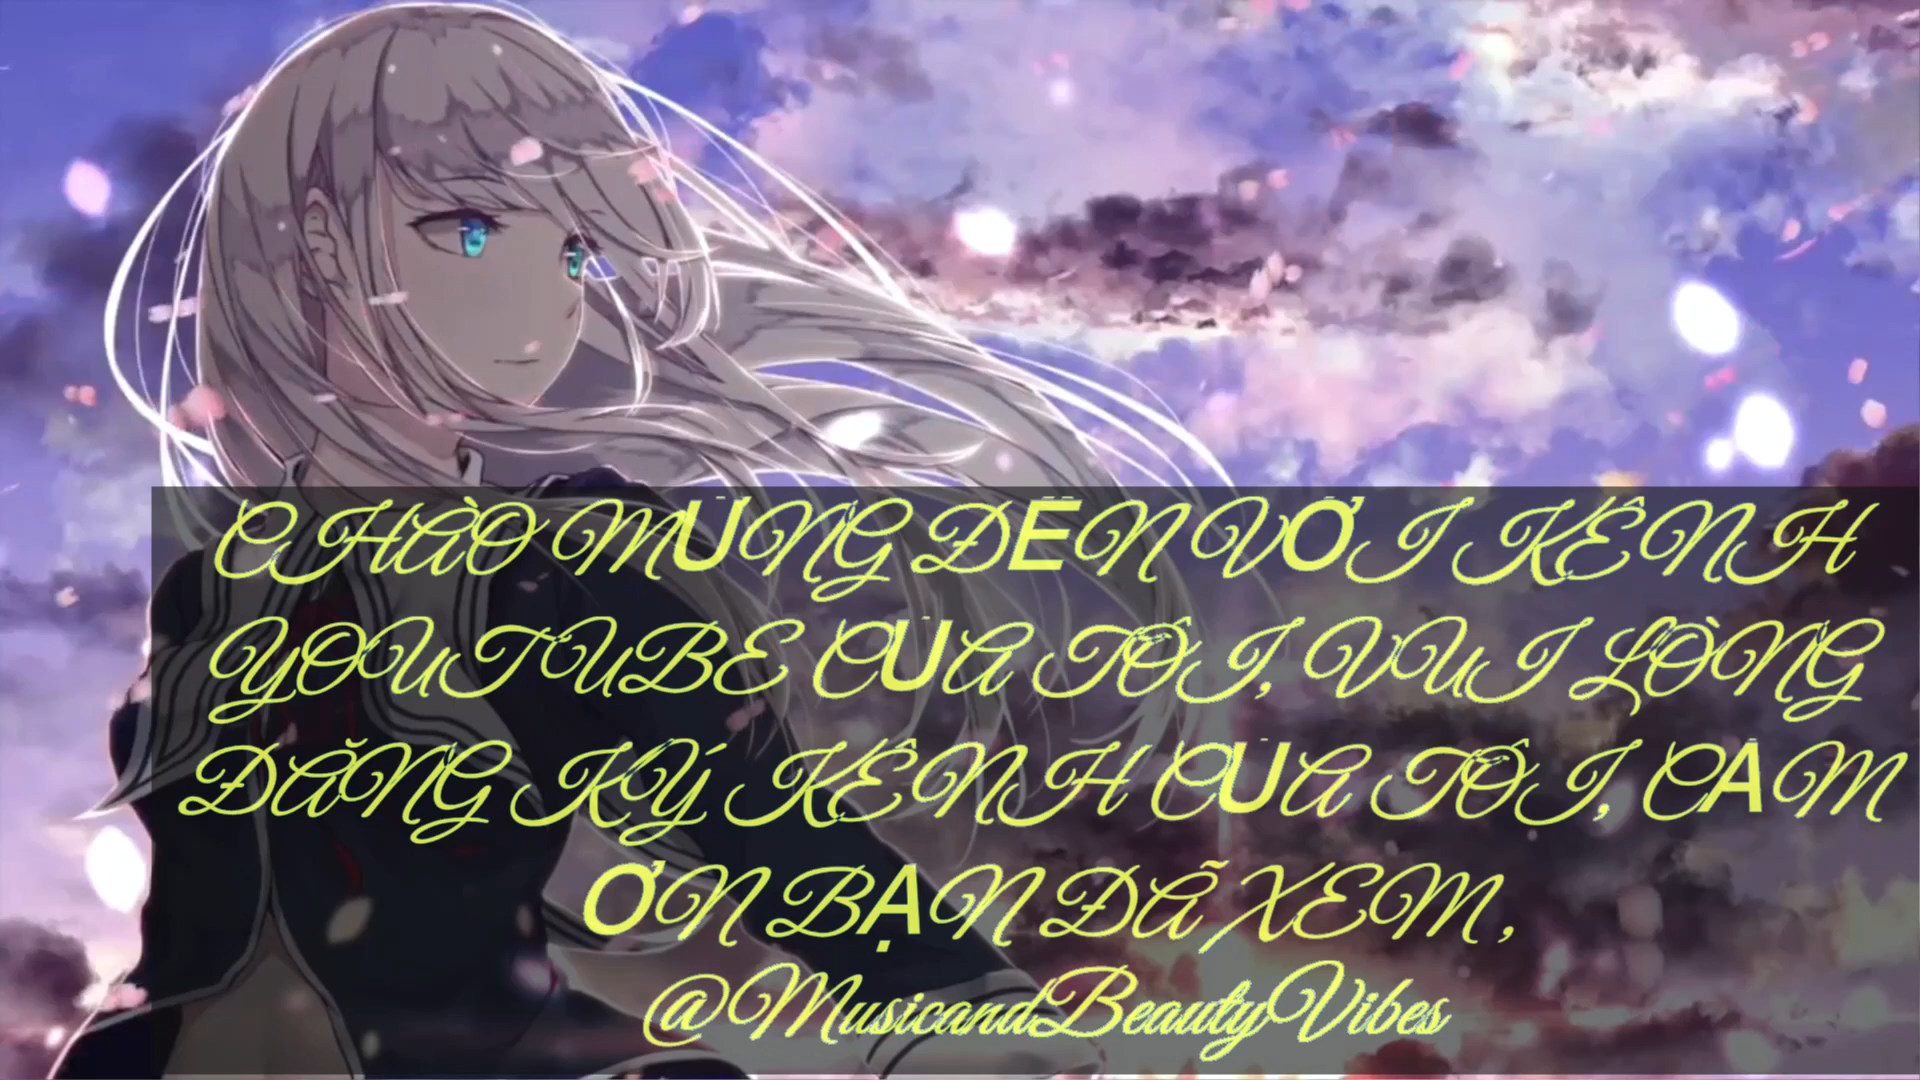 CHÀO MỪNG ĐẾN VỚI KÊNH
YOUTUBE CỦA TÔI, VUI LÒNG
ĐĂNG KÝ KÊNH CỦA TÔI, CẢM
ƠN BẠN ĐÃ XEM,
@MusicandBeautyVibes